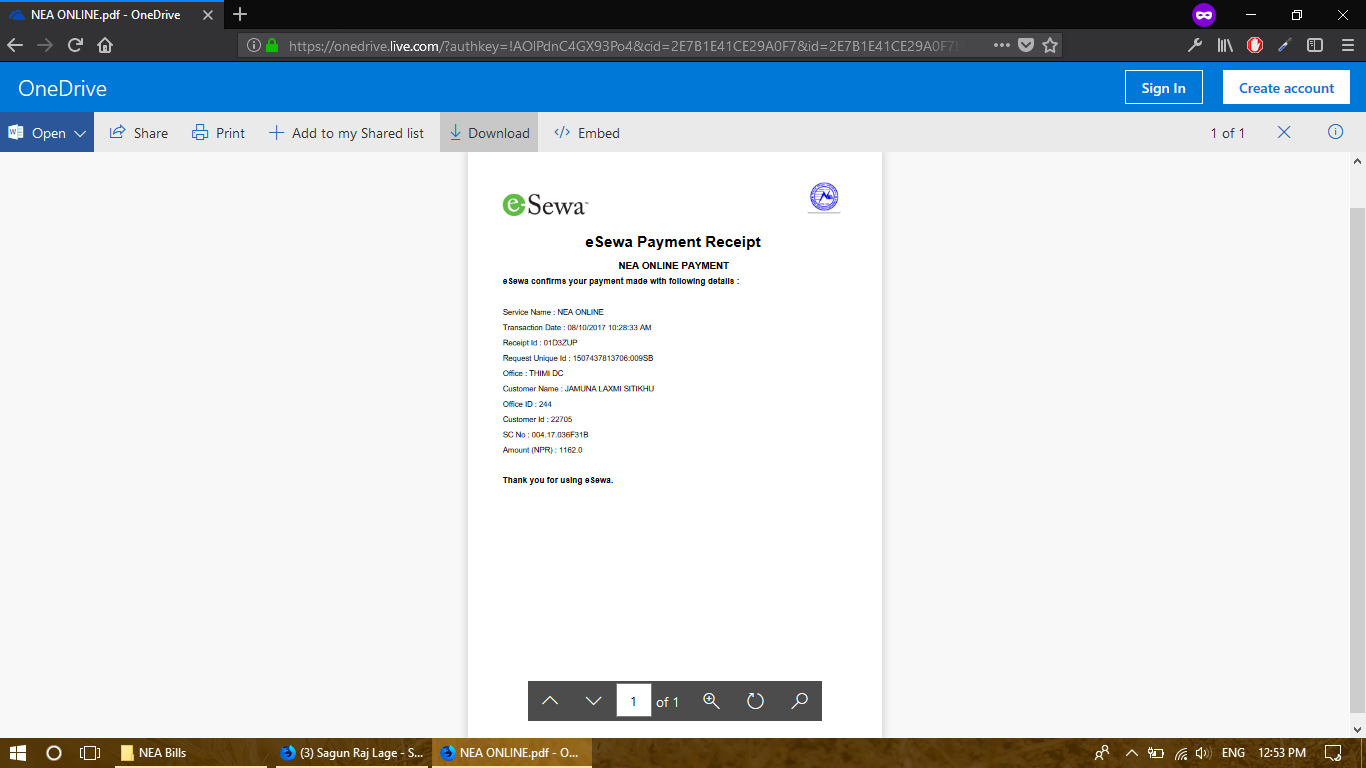 NEA ONLINE.pdf - OneDrive
https://onedrive.live.com/?authkey=!AOlPdnC4GX93Po4&cid=2E7B1E41CE29A0F7&id=2E7B1E41CE29A0F7
OneDrive
Sign In
Create account
Open
Share
Print
Add to my Shared list
Download
Embed
1 of 1
e-Sewa™
eSewa Payment Receipt
NEA ONLINE PAYMENT
eSewa confirms your payment made with following details :
Service Name : NEA ONLINE
Transaction Date : 08/10/2017 10:28:33 AM
Receipt Id : 01D3ZUP
Request Unique Id : 1507437813706:009SB
Office : THIMI DC
Customer Name : JAMUNA LAXMI SITIKHU
Office ID : 244
Customer Id : 22705
SC No : 004.17.036F31B
Amount (NPR) : 1162.0
Thank you for using eSewa.
1 of 1
NEA Bills
(3) Sagun Raj Lage - S...
NEA ONLINE.pdf - O...
ENG
12:53 PM